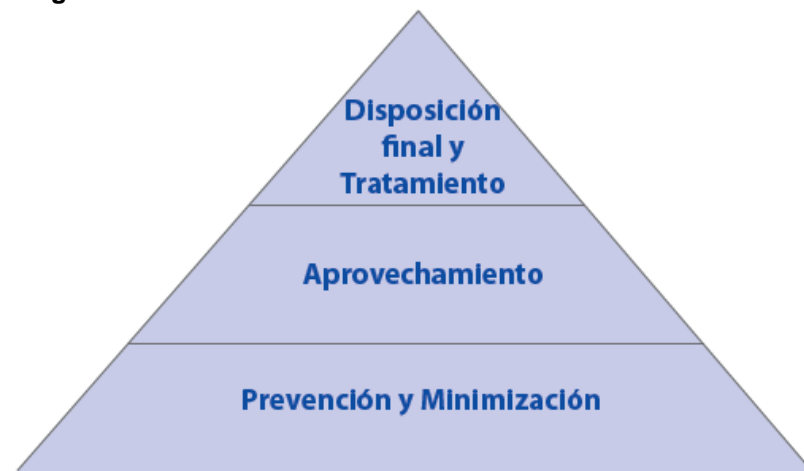 Disposición
final y
Tratamiento
Aprovechamiento
Prevención y Minimización